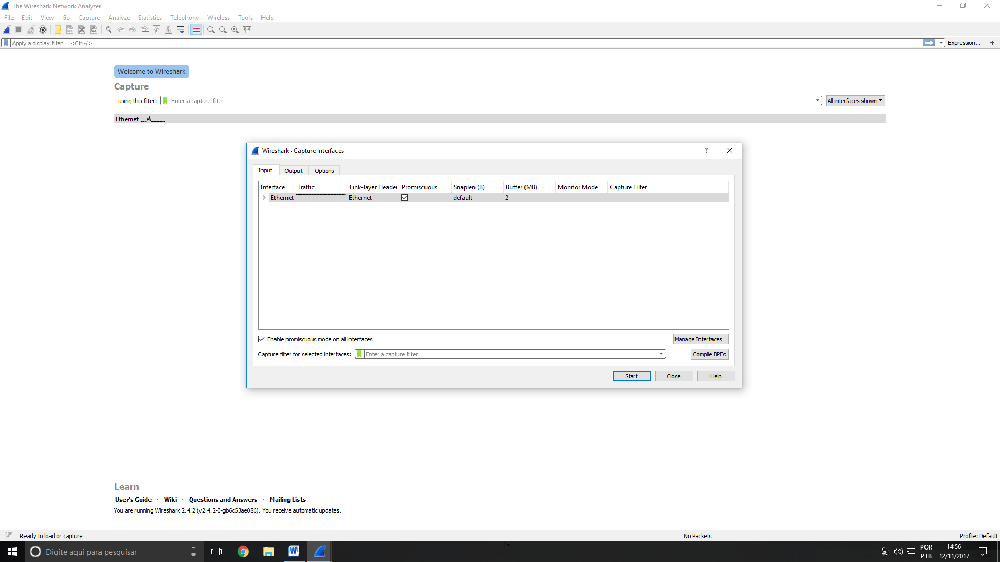 The Wireshark Network Analyzer
File Edit View Go Capture Analyze Statistics Telephony Wireless Tools Help
Apply a display filter ... <Ctrl-/>
Expression... +
Welcome to Wireshark
Capture
...using this filter: Enter a capture filter ... All interfaces shown
Ethernet
Wireshark · Capture Interfaces
Input Output Options
Interface Traffic Link-layer Header Promiscuous Snaplen (B) Buffer (MB) Monitor Mode Capture Filter
Ethernet Ethernet default 2 —
Enable promiscuous mode on all interfaces
Manage Interfaces...
Capture filter for selected interfaces: Enter a capture filter ... Compile BPFs
Start Close Help
Learn
User's Guide · Wiki · Questions and Answers · Mailing Lists
You are running Wireshark 2.4.2 (v2.4.2-0-gb6c63ae086). You receive automatic updates.
Ready to load or capture No Packets Profile: Default
Digite aqui para pesquisar
POR
PTB
14:56
12/11/2017